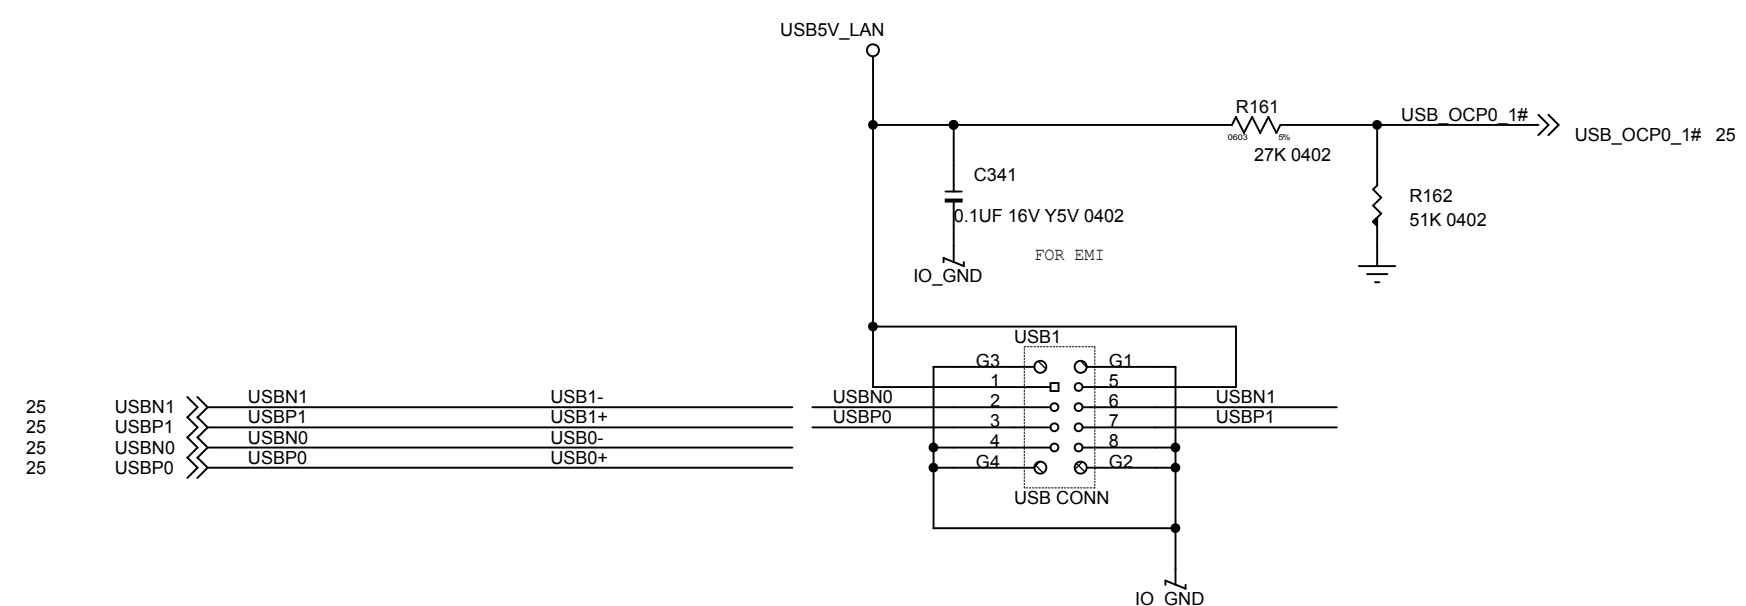 USB5V_LAN
R161
0603 5%
27K 0402
USB_OCP0_1#
USB_OCP0_1# 25
C341
0.1UF 16V Y5V 0402
R162
51K 0402
FOR EMI
IO_GND
USB1
G3 G1
1 5
25 USBN1 USBN1 USB1- USBN0 2 6 USBN1
25 USBP1 USBP1 USB1+ USBP0 3 7 USBP1
25 USBN0 USBN0 USB0- 4 8
25 USBP0 USBP0 USB0+ G4 G2
USB CONN
IO_GND